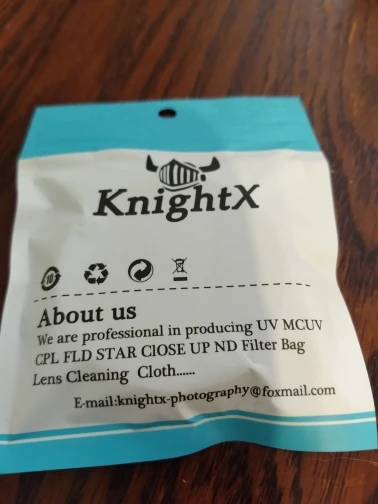 KnightX
10
About us
We are professional in producing UV MCUV
CPL FLD STAR ClOSE UP ND Filter Bag
Lens Cleaning Cloth......
E-mail:knightx-photography@foxmail.com